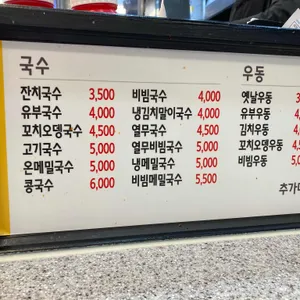 국수
잔치국수 3,500
유부국수 4,000
꼬치오뎅국수 4,500
고기국수 5,000
온메밀국수 5,000
콩국수 6,000
비빔국수 4,000
냉김치말이국수 4,000
열무국수 4,500
열무비빔국수 5,000
냉메밀국수 5,000
비빔메밀국수 5,500
우동
옛날우동
유부우동
김치우동
꼬치오뎅우동
비빔우동
추가